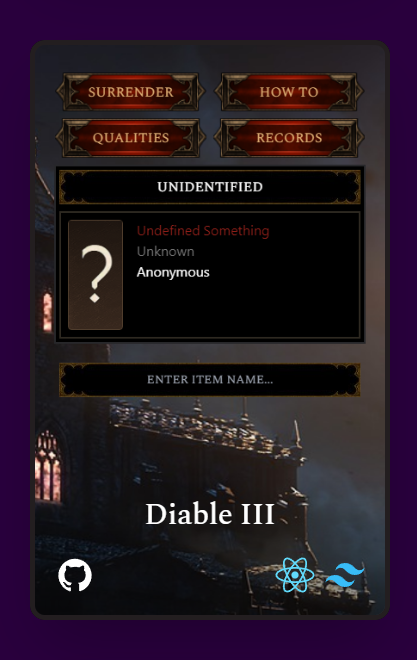 SURRENDER
HOW TO
QUALITIES
RECORDS
UNIDENTIFIED
?
Undefined Something
Unknown
Anonymous
ENTER ITEM NAME...
Diable III